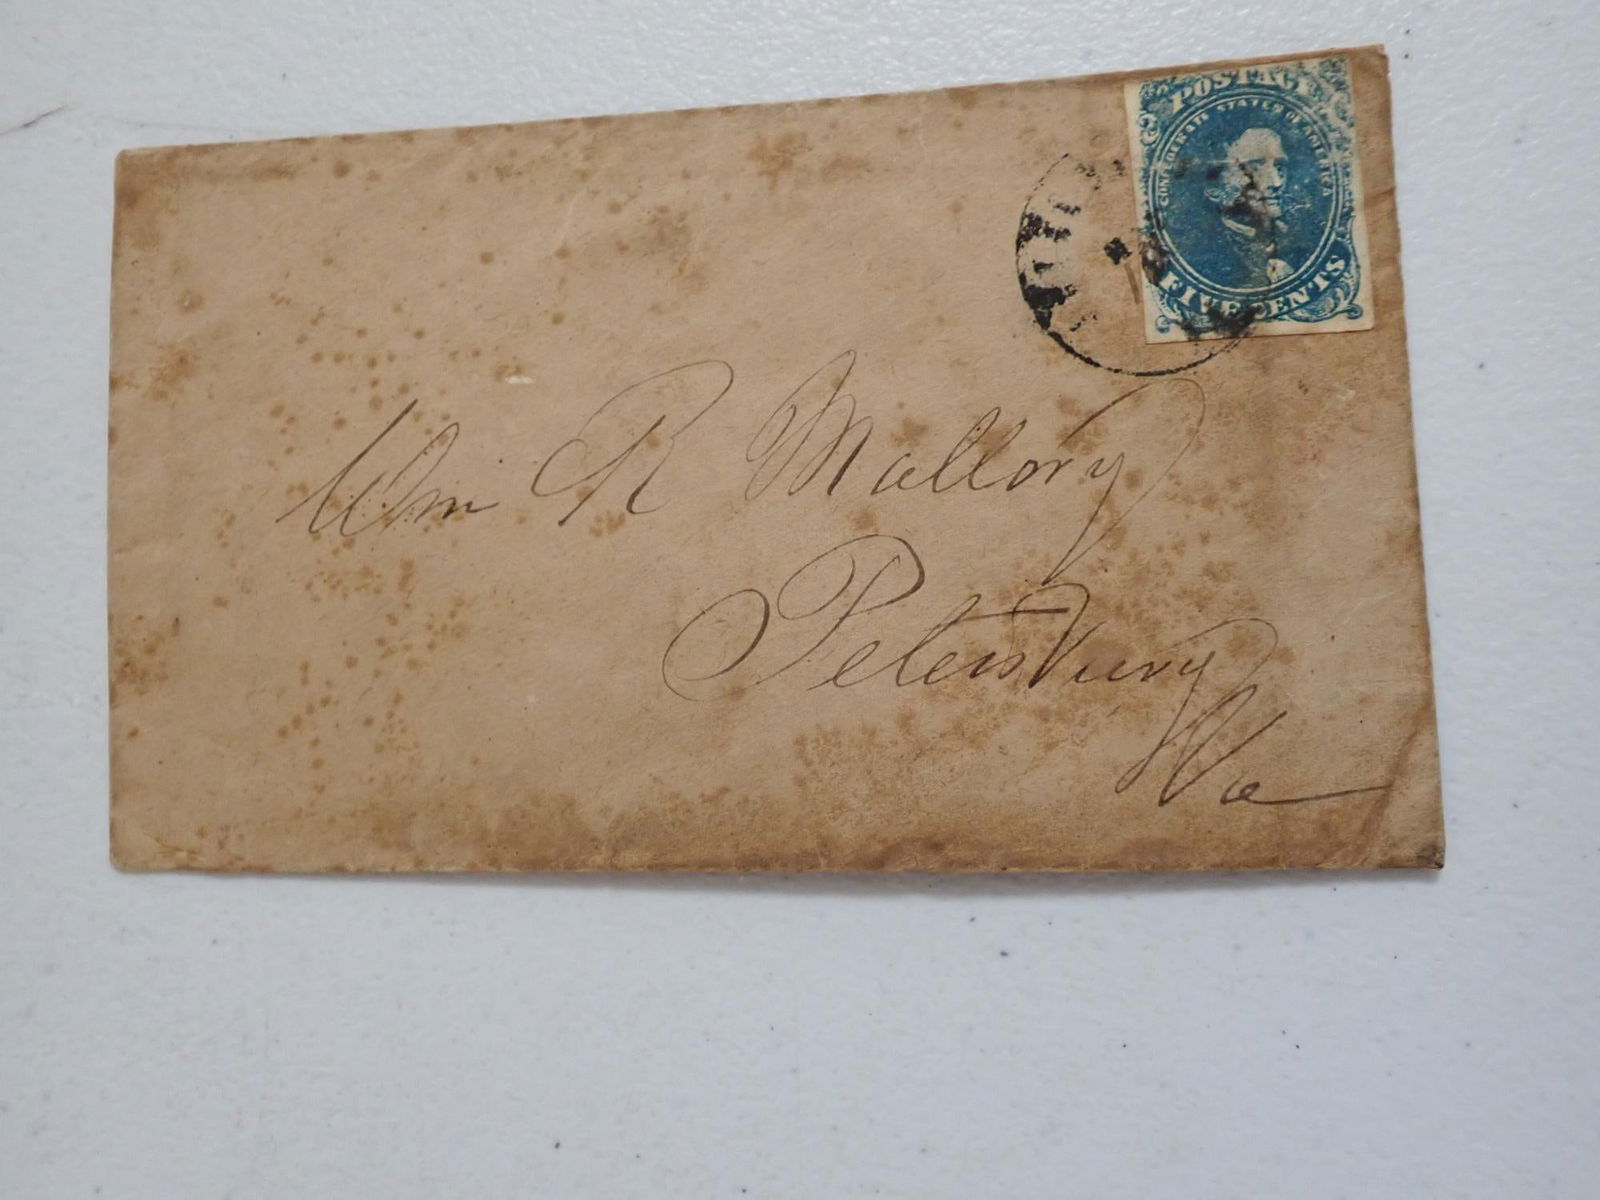 POSTAGE
CONFEDERATE STATES OF AMERICA
FIVE CENTS
Wm R Mallory
Petersburg
Va